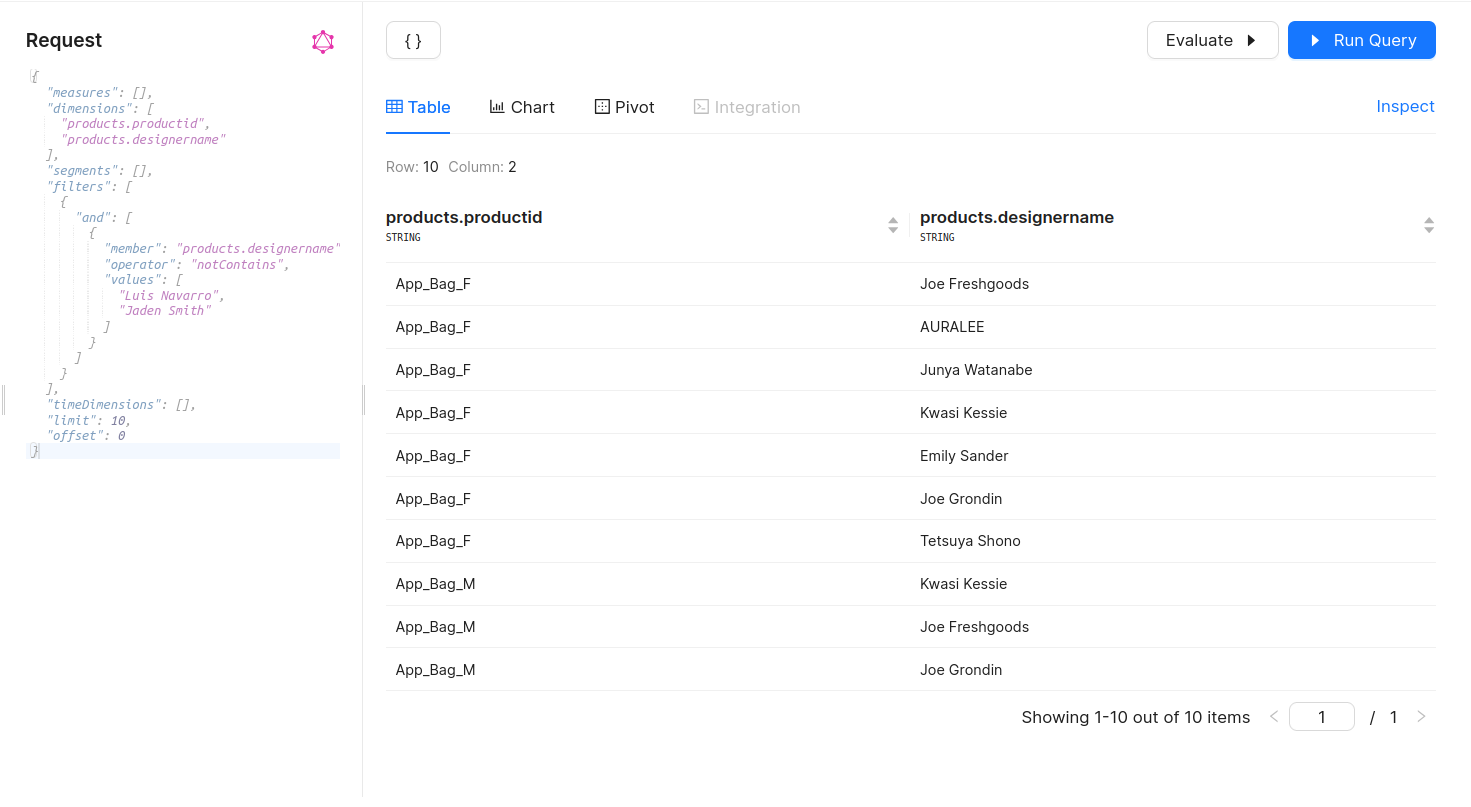 Request
{
"measures": [],
"dimensions": [
"products.productid",
"products.designername"
],
"segments": [],
"filters": [
{
"and": [
{
"member": "products.designername"
"operator": "notContains",
"values": [
"Luis Navarro",
"Jaden Smith"
]
}
]
}
],
"timeDimensions": [],
"limit": 10,
"offset": 0
}
{ }
Evaluate
Run Query
Table Chart Pivot Integration
Inspect
Row: 10 Column: 2
products.productid products.designername
STRING STRING
App_Bag_F Joe Freshgoods
App_Bag_F AURALEE
App_Bag_F Junya Watanabe
App_Bag_F Kwasi Kessie
App_Bag_F Emily Sander
App_Bag_F Joe Grondin
App_Bag_F Tetsuya Shono
App_Bag_M Kwasi Kessie
App_Bag_M Joe Freshgoods
App_Bag_M Joe Grondin
Showing 1-10 out of 10 items < 1 / 1 >